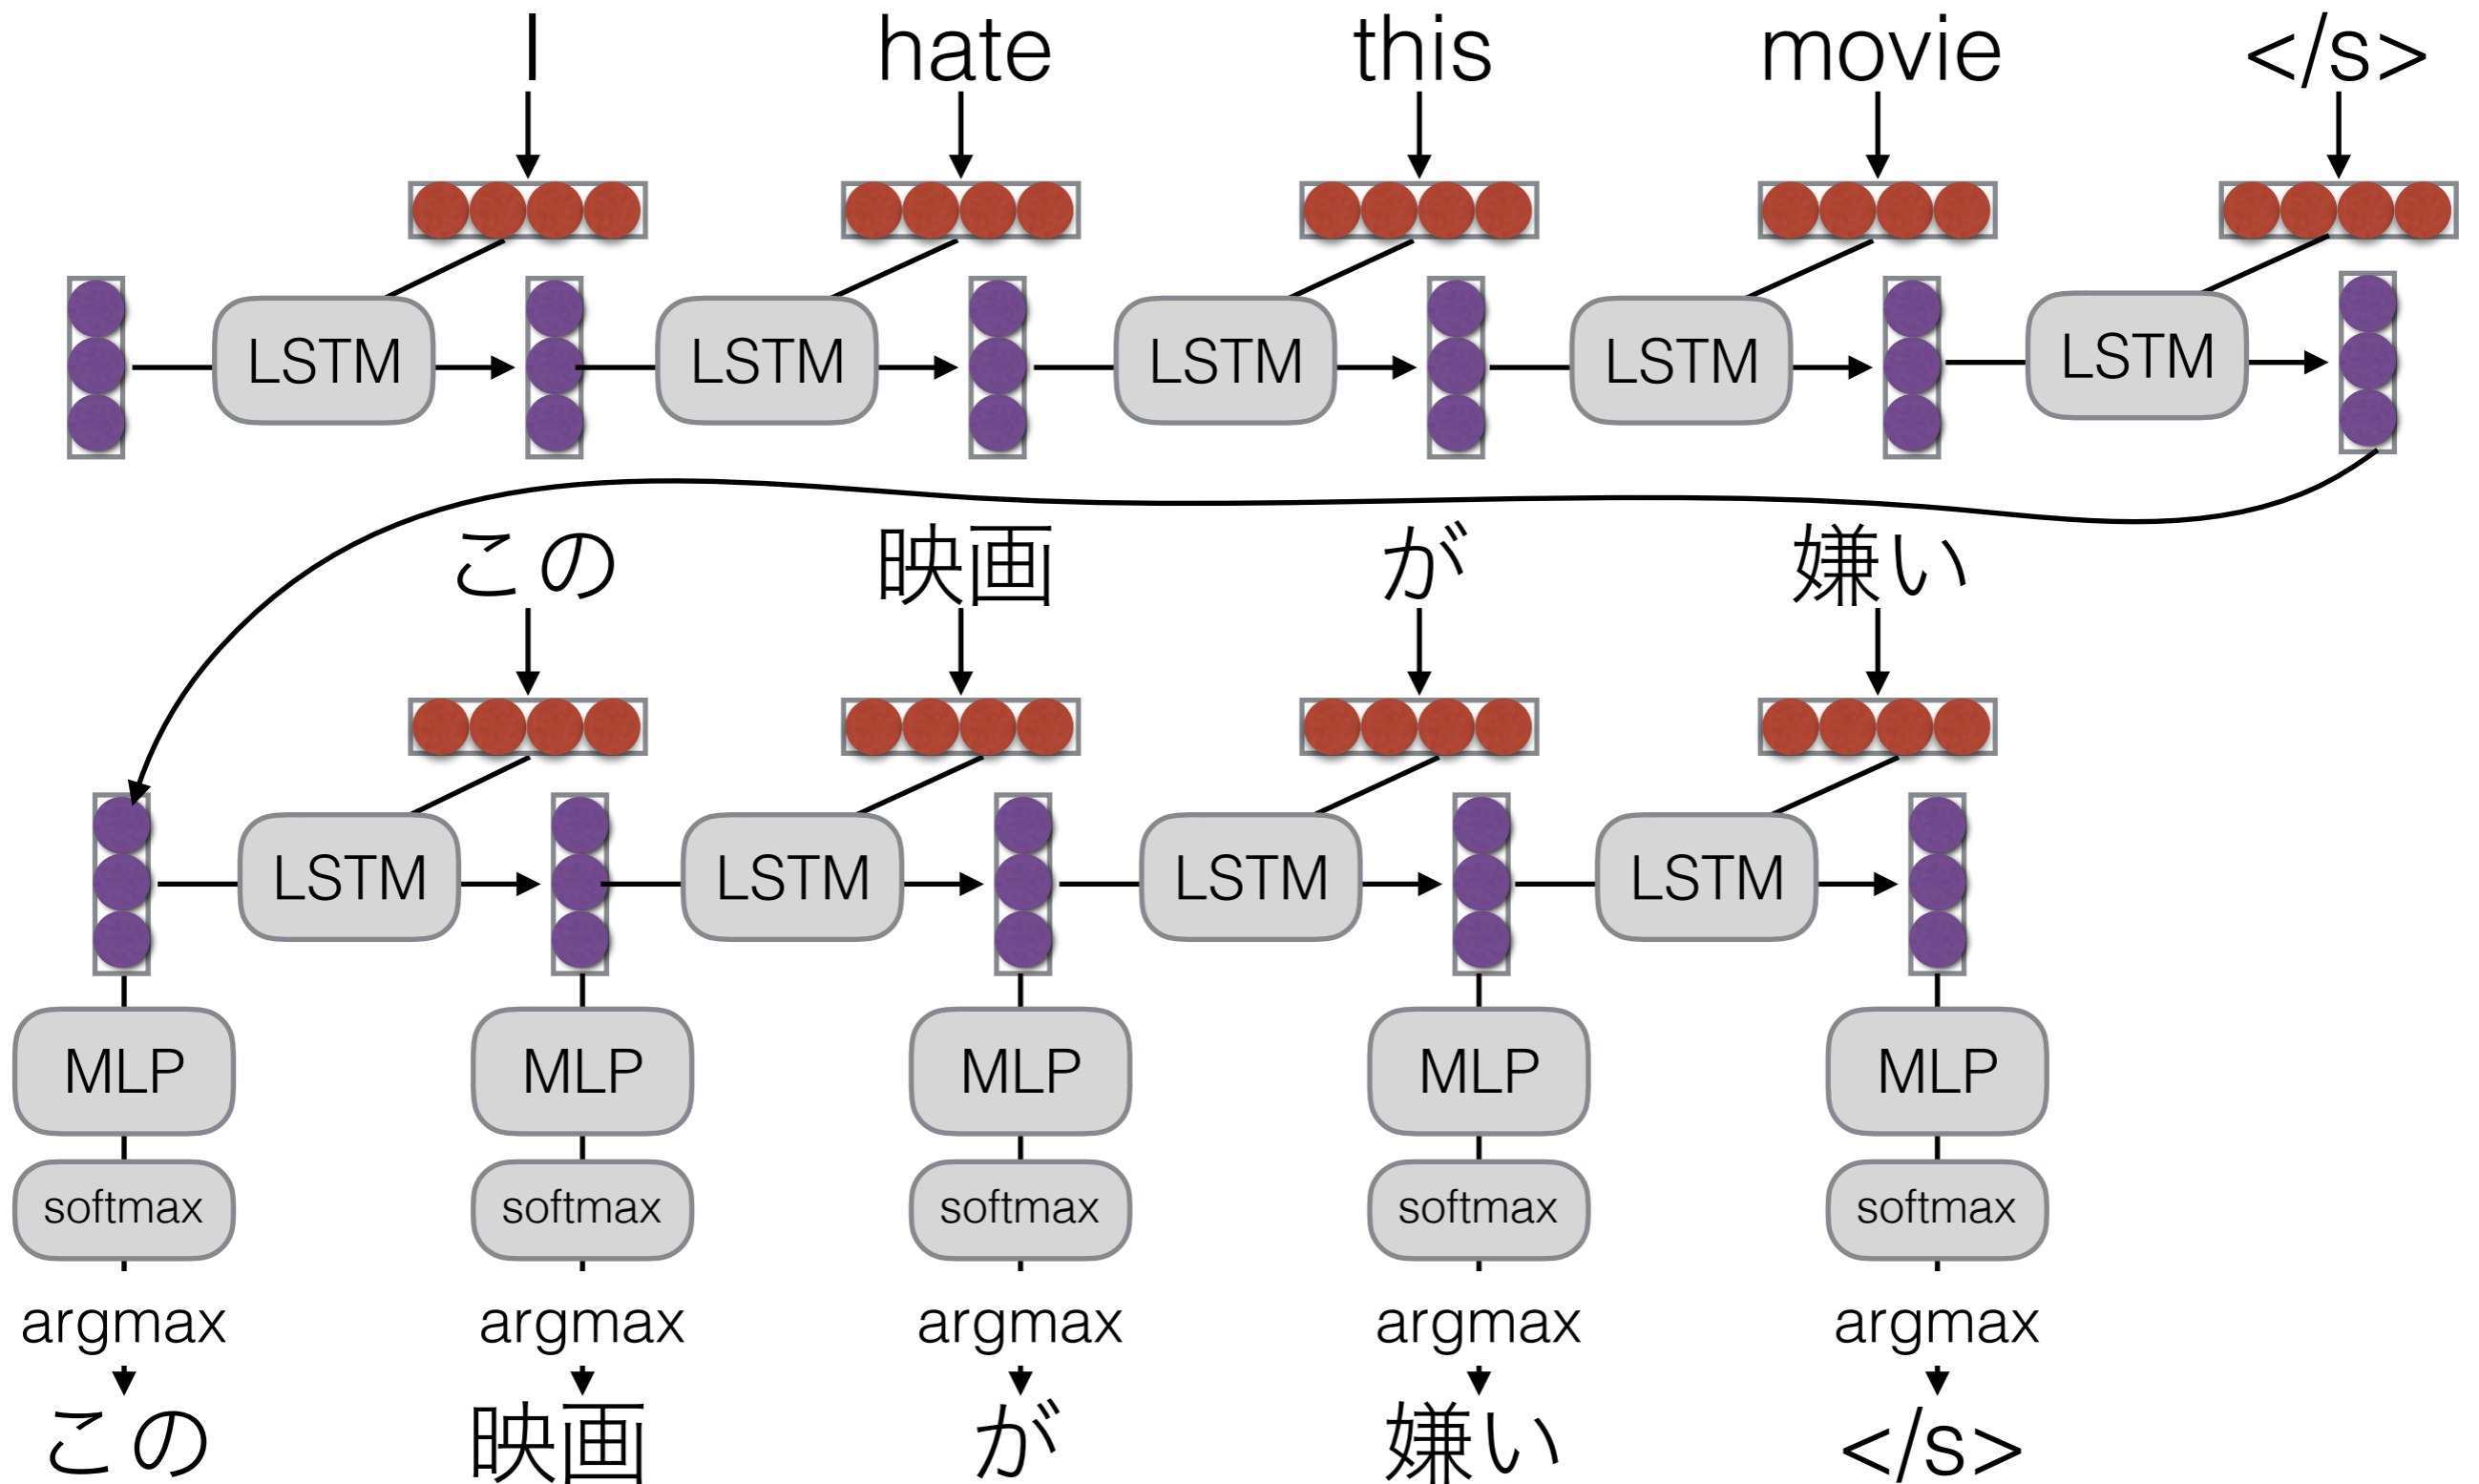 I hate this movie </s>
LSTM LSTM LSTM LSTM LSTM
この 映画 が 嫌い
LSTM LSTM LSTM LSTM
MLP MLP MLP MLP MLP
softmax softmax softmax softmax softmax
argmax argmax argmax argmax argmax
この 映画 が 嫌い </s>